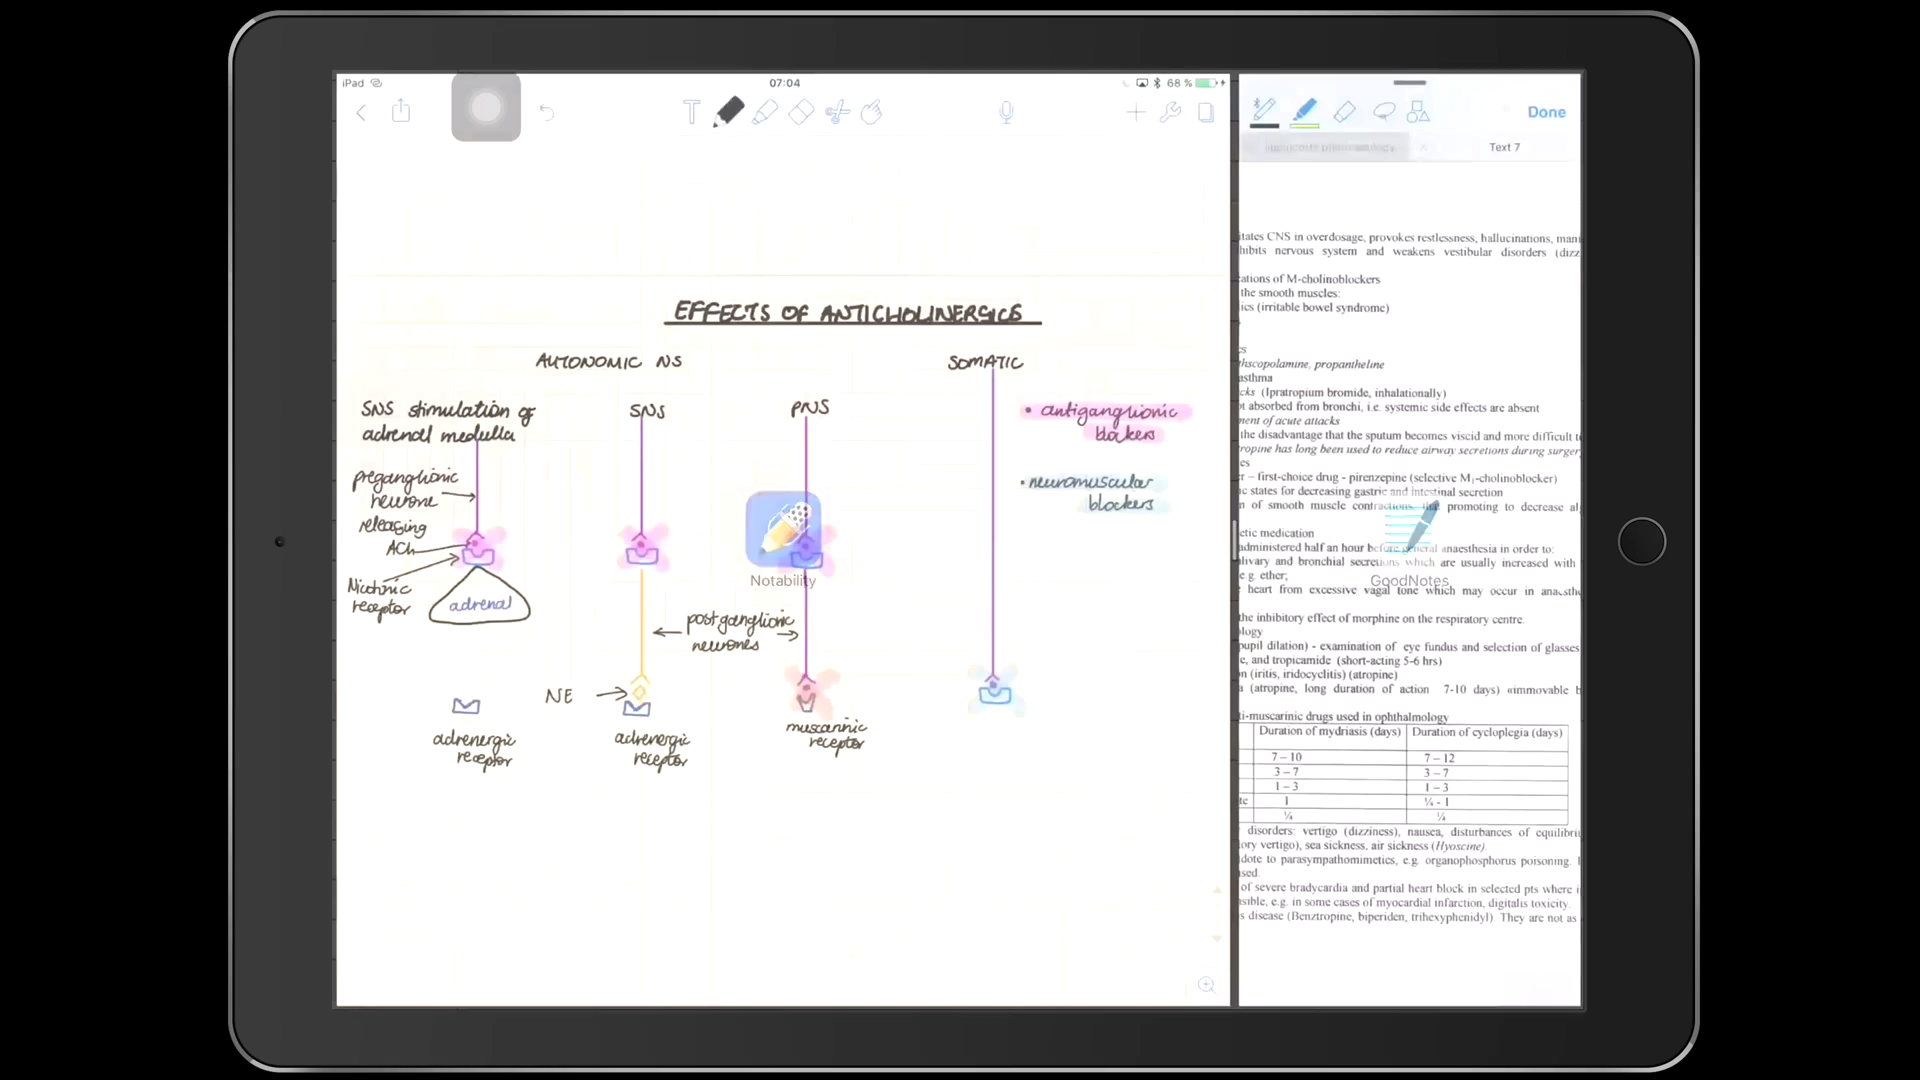 iPad
07:04
68 %
EFFECTS OF ANTICHOLINERGICS
AUTONOMIC NS
SOMATIC
SNS stimulation of
adrenal medulla
SNS
PNS
• antiganglionic
blockers
• neuromuscular
blockers
preganglionic
neurone
releasing
ACh
Nicotinic
receptor
adrenal
Notability
postganglionic
neurones
NE
adrenergic
receptor
adrenergic
receptor
muscarinic
receptor
Done
Text 7
itates CNS in overdosage, provokes restlessness, hallucinations, mani
hibits nervous system and weakens vestibular disorders (dizz
ations of M-cholinoblockers
the smooth muscles:
ics (irritable bowel syndrome)
cs
thscopolamine, propantheline
asthma
cks (Ipratropium bromide, inhalationally)
t absorbed from bronchi, i.e. systemic side effects are absent
ment of acute attacks
the disadvantage that the sputum becomes viscid and more difficult t
tropine has long been used to reduce airway secretions during surger
es
r – first-choice drug - pirenzepine (selective M₁-cholinoblocker)
ic states for decreasing gastric and intestinal secretion
n of smooth muscle contractions, promoting to decrease
etic medication
administered half an hour before general anaesthesia in order to:
livary and bronchial secretions which are usually increased with
e.g. ether;
GoodNotes
heart from excessive vagal tone which may occur in anaesthe
the inhibitory effect of morphine on the respiratory centre.
logy
pupil dilation) - examination of eye fundus and selection of glasses
e, and tropicamide (short-acting 5-6 hrs)
n (iritis, iridocyclitis) (atropine)
a (atropine, long duration of action 7-10 days) «immovable b
ti-muscarinic drugs used in ophthalmology
Duration of mydriasis (days) Duration of cycloplegia (days)
7 – 10 7 – 12
3 – 7 3 – 7
1 – 3 1 – 3
te 1 ¼ - 1
¼ ¼
disorders: vertigo (dizziness), nausea, disturbances of equilibri
ory vertigo), sea sickness, air sickness (Hyoscine).
dote to parasympathomimetics, e.g. organophosphorus poisoning. I
ised.
of severe bradycardia and partial heart block in selected pts where i
sible, e.g. in some cases of myocardial infarction, digitalis toxicity.
s disease (Benztropine, biperiden, trihexyphenidyl). They are not as